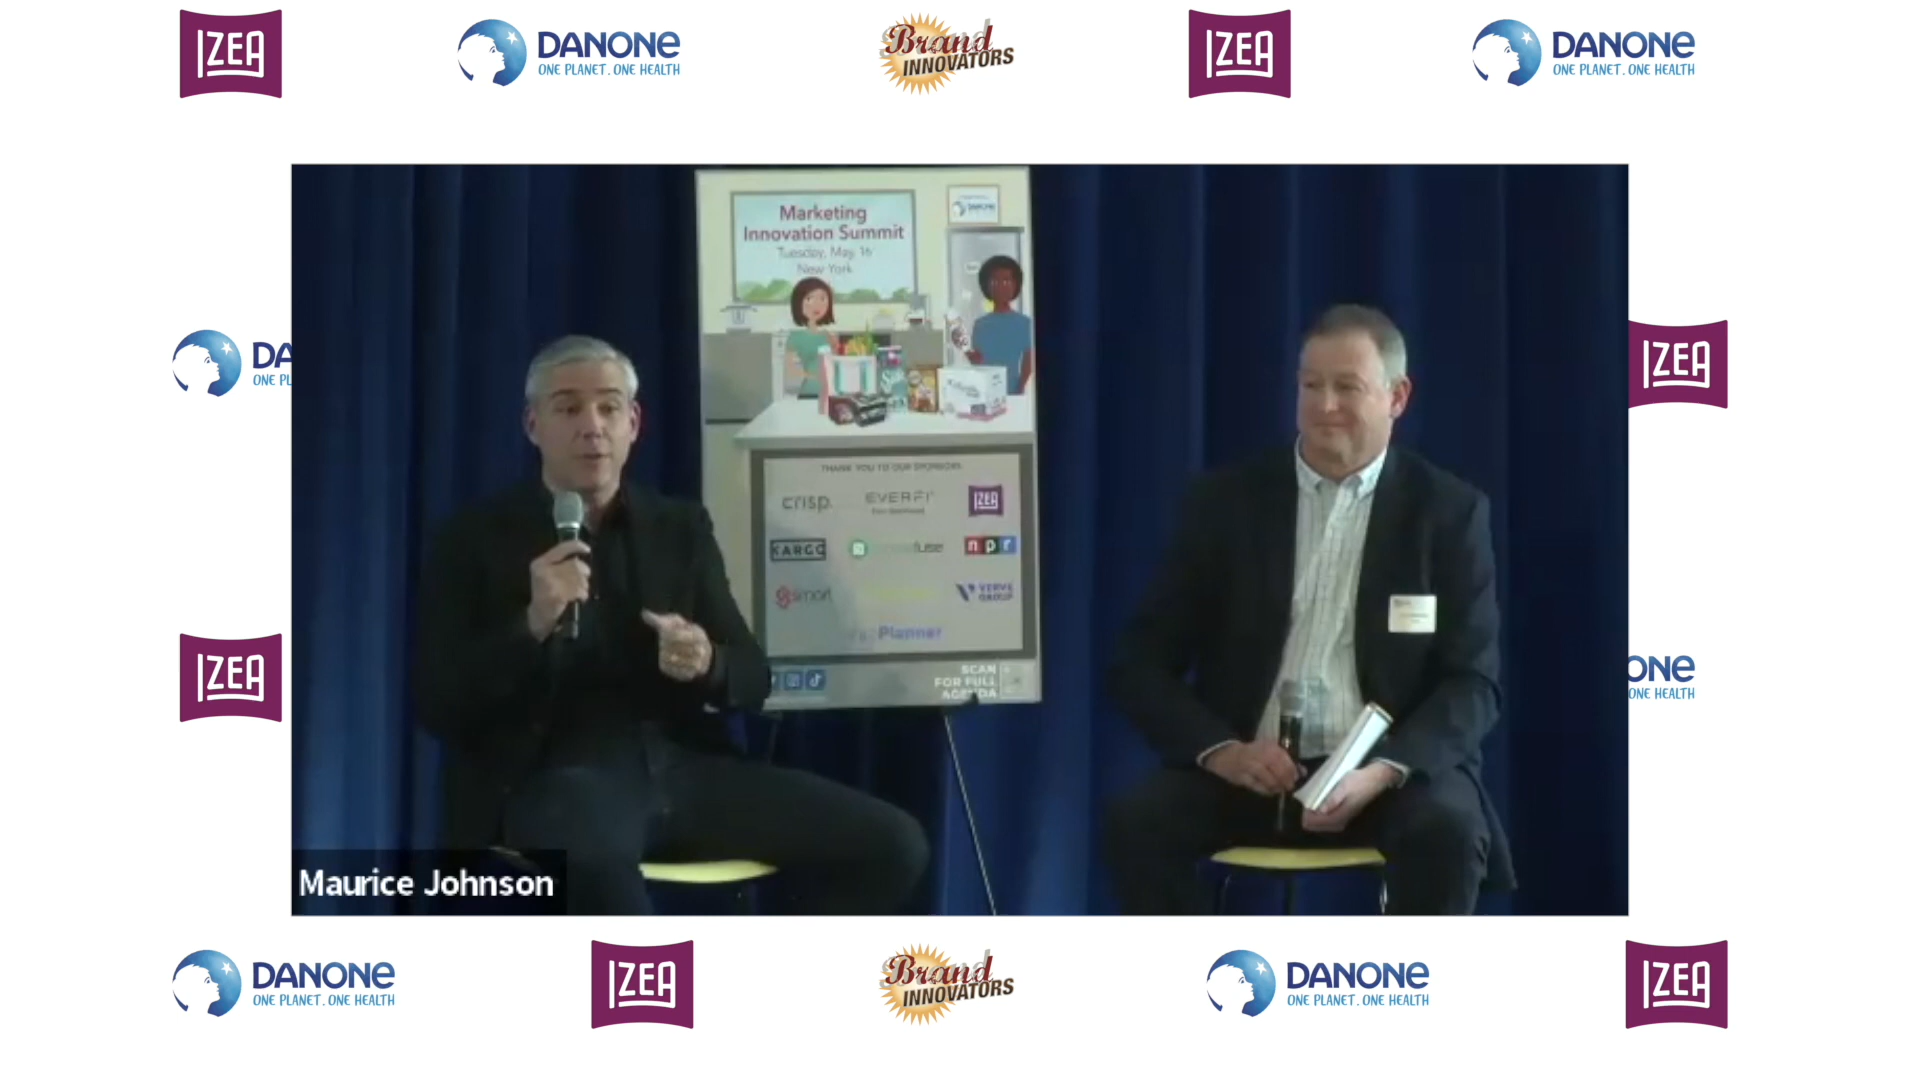 IZEA
DANONE
ONE PLANET. ONE HEALTH
Brand
INNOVATORS
IZEA
DANONE
ONE PLANET. ONE HEALTH
Marketing
Innovation Summit
Tuesday, May 16
New York
DANONE
DA
ONE PL
IZEA
THANK YOU TO OUR SPONSORS
crisp.
EVERFI
IZEA
KARGO
fuse
npr
smart
VERVE
GROUP
Planner
SCAN
FOR FULL
AGENDA
IZEA
ONE
ONE HEALTH
Maurice Johnson
DANONE
ONE PLANET. ONE HEALTH
IZEA
Brand
INNOVATORS
DANONE
ONE PLANET. ONE HEALTH
IZEA